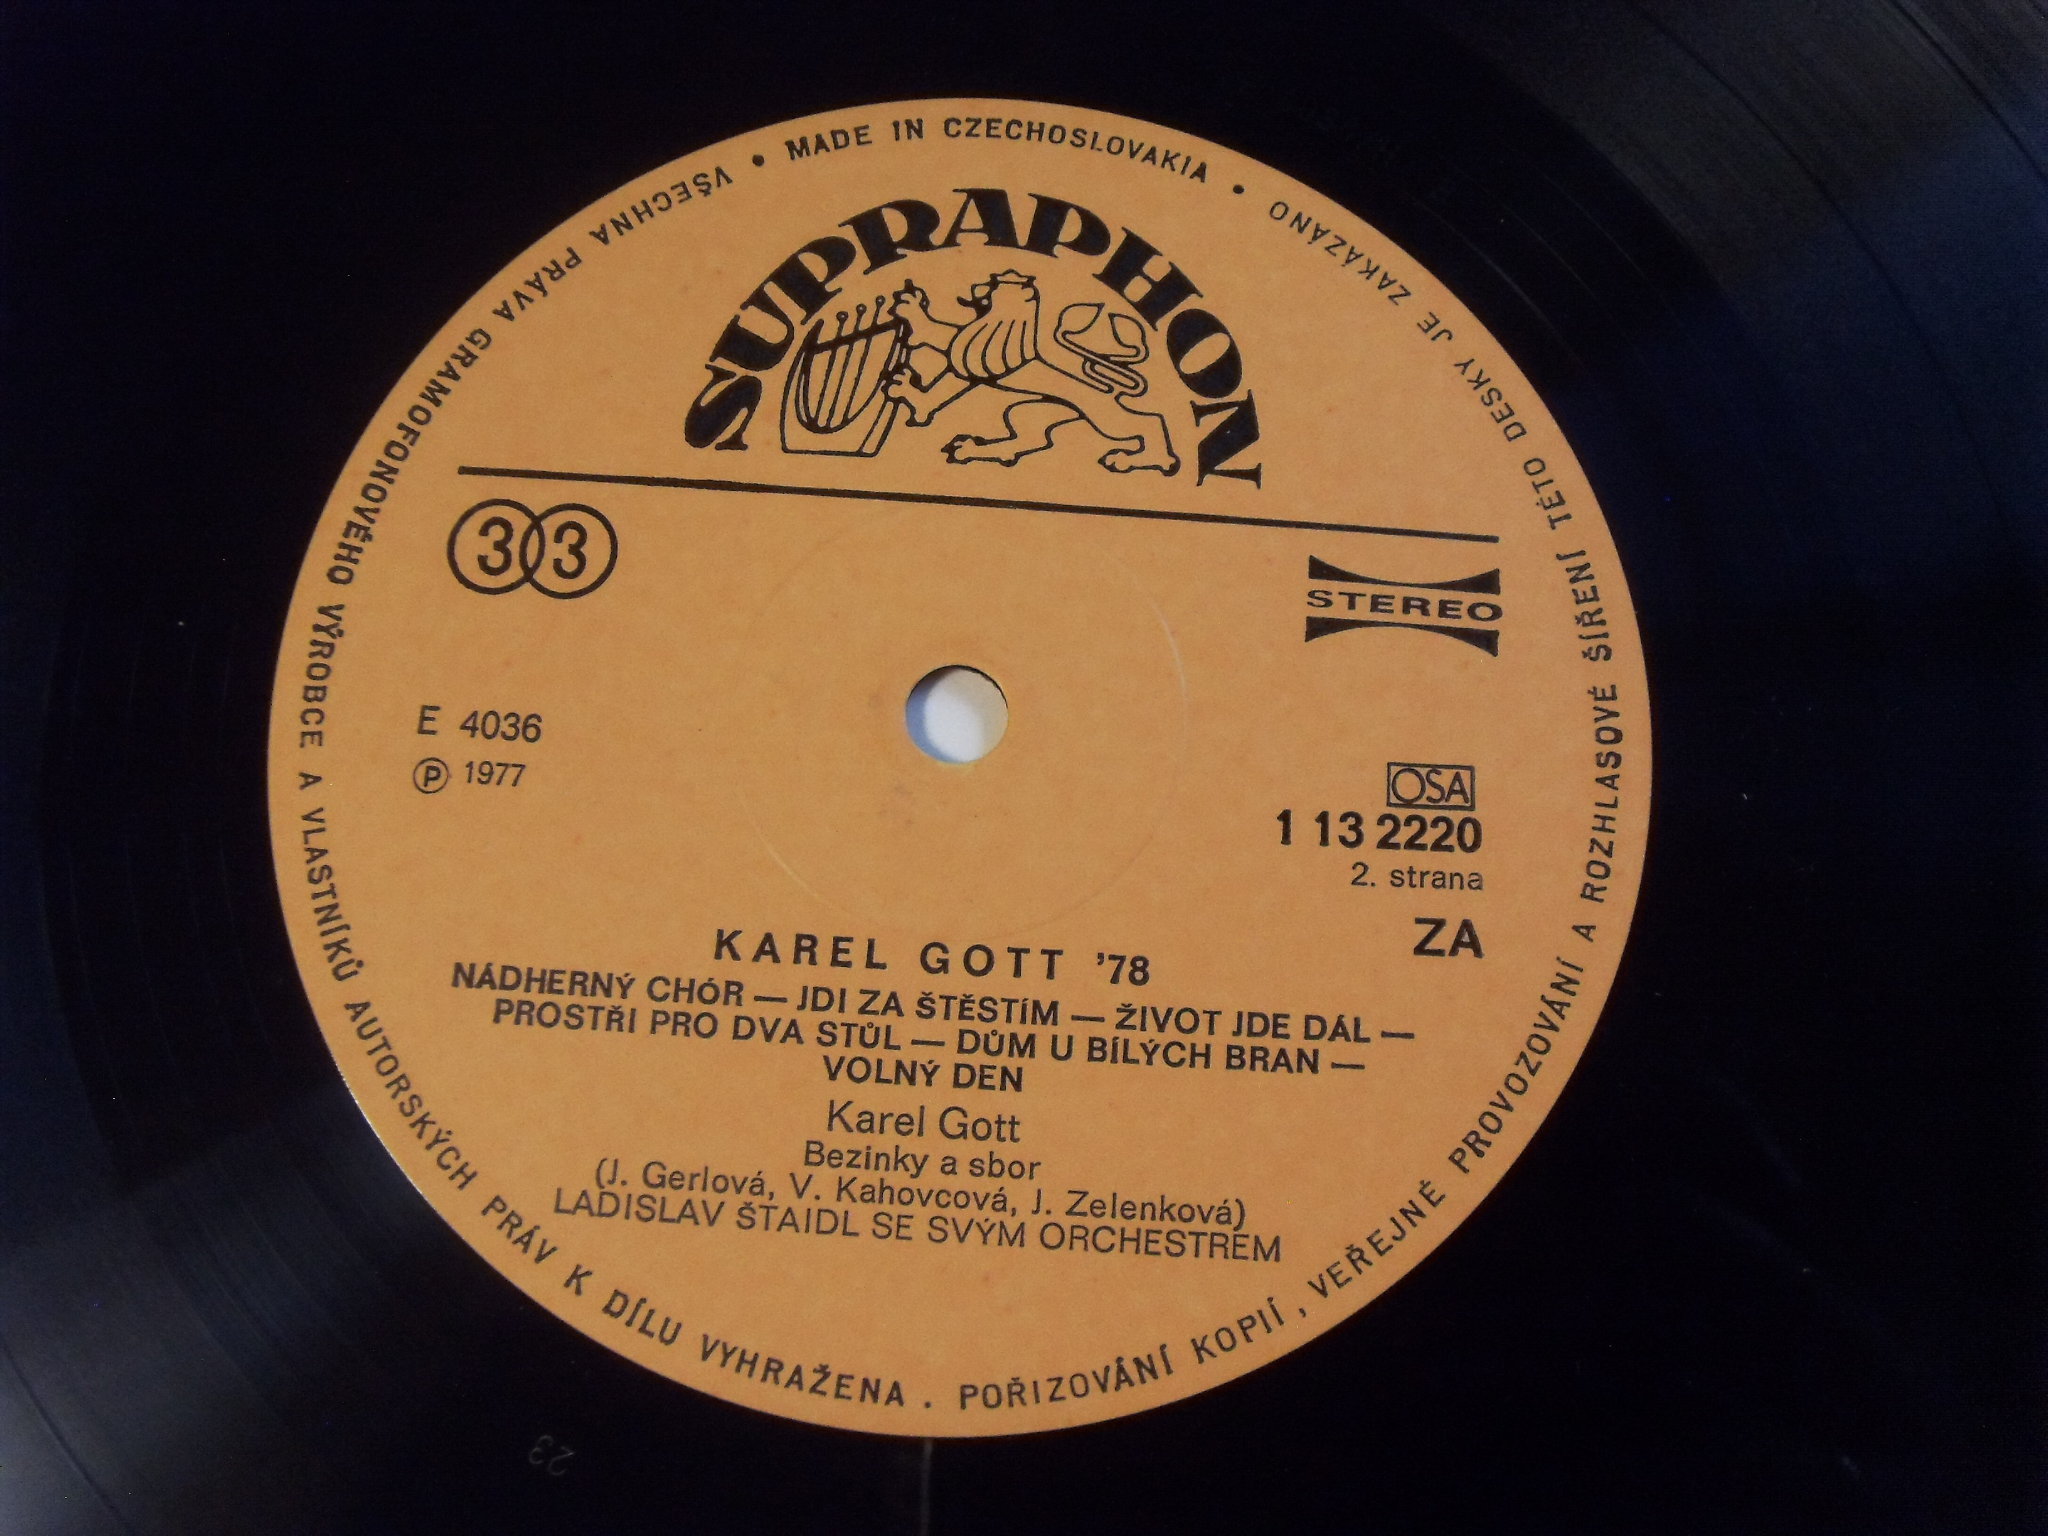 VŠECHNA PRÁVA GRAMOFONOVÉHO VÝROBCE A VLASTNÍKŮ AUTORSKÝCH PRÁV K DÍLU VYHRAŽENA . POŘIZOVÁNÍ KOPIÍ, VEŘEJNÉ PROVOZOVÁNÍ A ROZHLASOVÉ ŠÍŘENÍ TÉTO DESKY JE ZAKÁZÁNO • MADE IN CZECHOSLOVAKIA •
SUPRAPHON
33
STEREO
E 4036
Ⓟ 1977
OSA
1 13 2220
2. strana
ZA
KAREL GOTT ’78
NÁDHERNÝ CHÓR — JDI ZA ŠTĚSTÍM — ŽIVOT JDE DÁL —
PROSTŘI PRO DVA STŮL — DŮM U BÍLÝCH BRAN —
VOLNÝ DEN
Karel Gott
Bezinky a sbor
(J. Gerlová, V. Kahovcová, J. Zelenková)
LADISLAV ŠTAIDL SE SVÝM ORCHESTREM
23